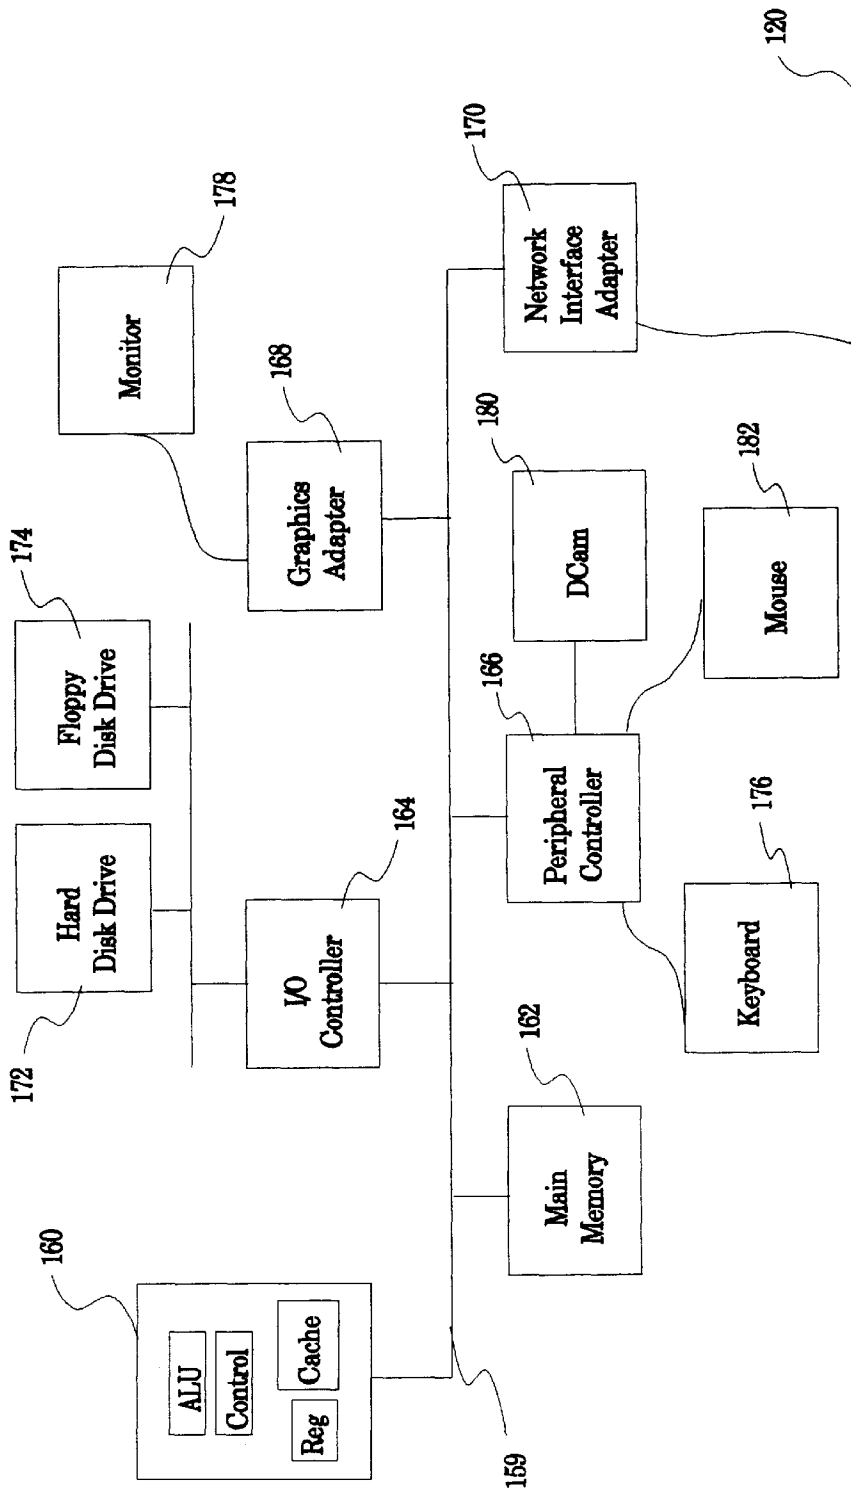 160
ALU
Control
Reg
Cache
159
172
Hard
Disk Drive
174
Floppy
Disk Drive
164
I/O
Controller
178
Monitor
168
Graphics
Adapter
162
Main
Memory
166
Peripheral
Controller
180
DCam
170
Network
Interface
Adapter
176
Keyboard
182
Mouse
120